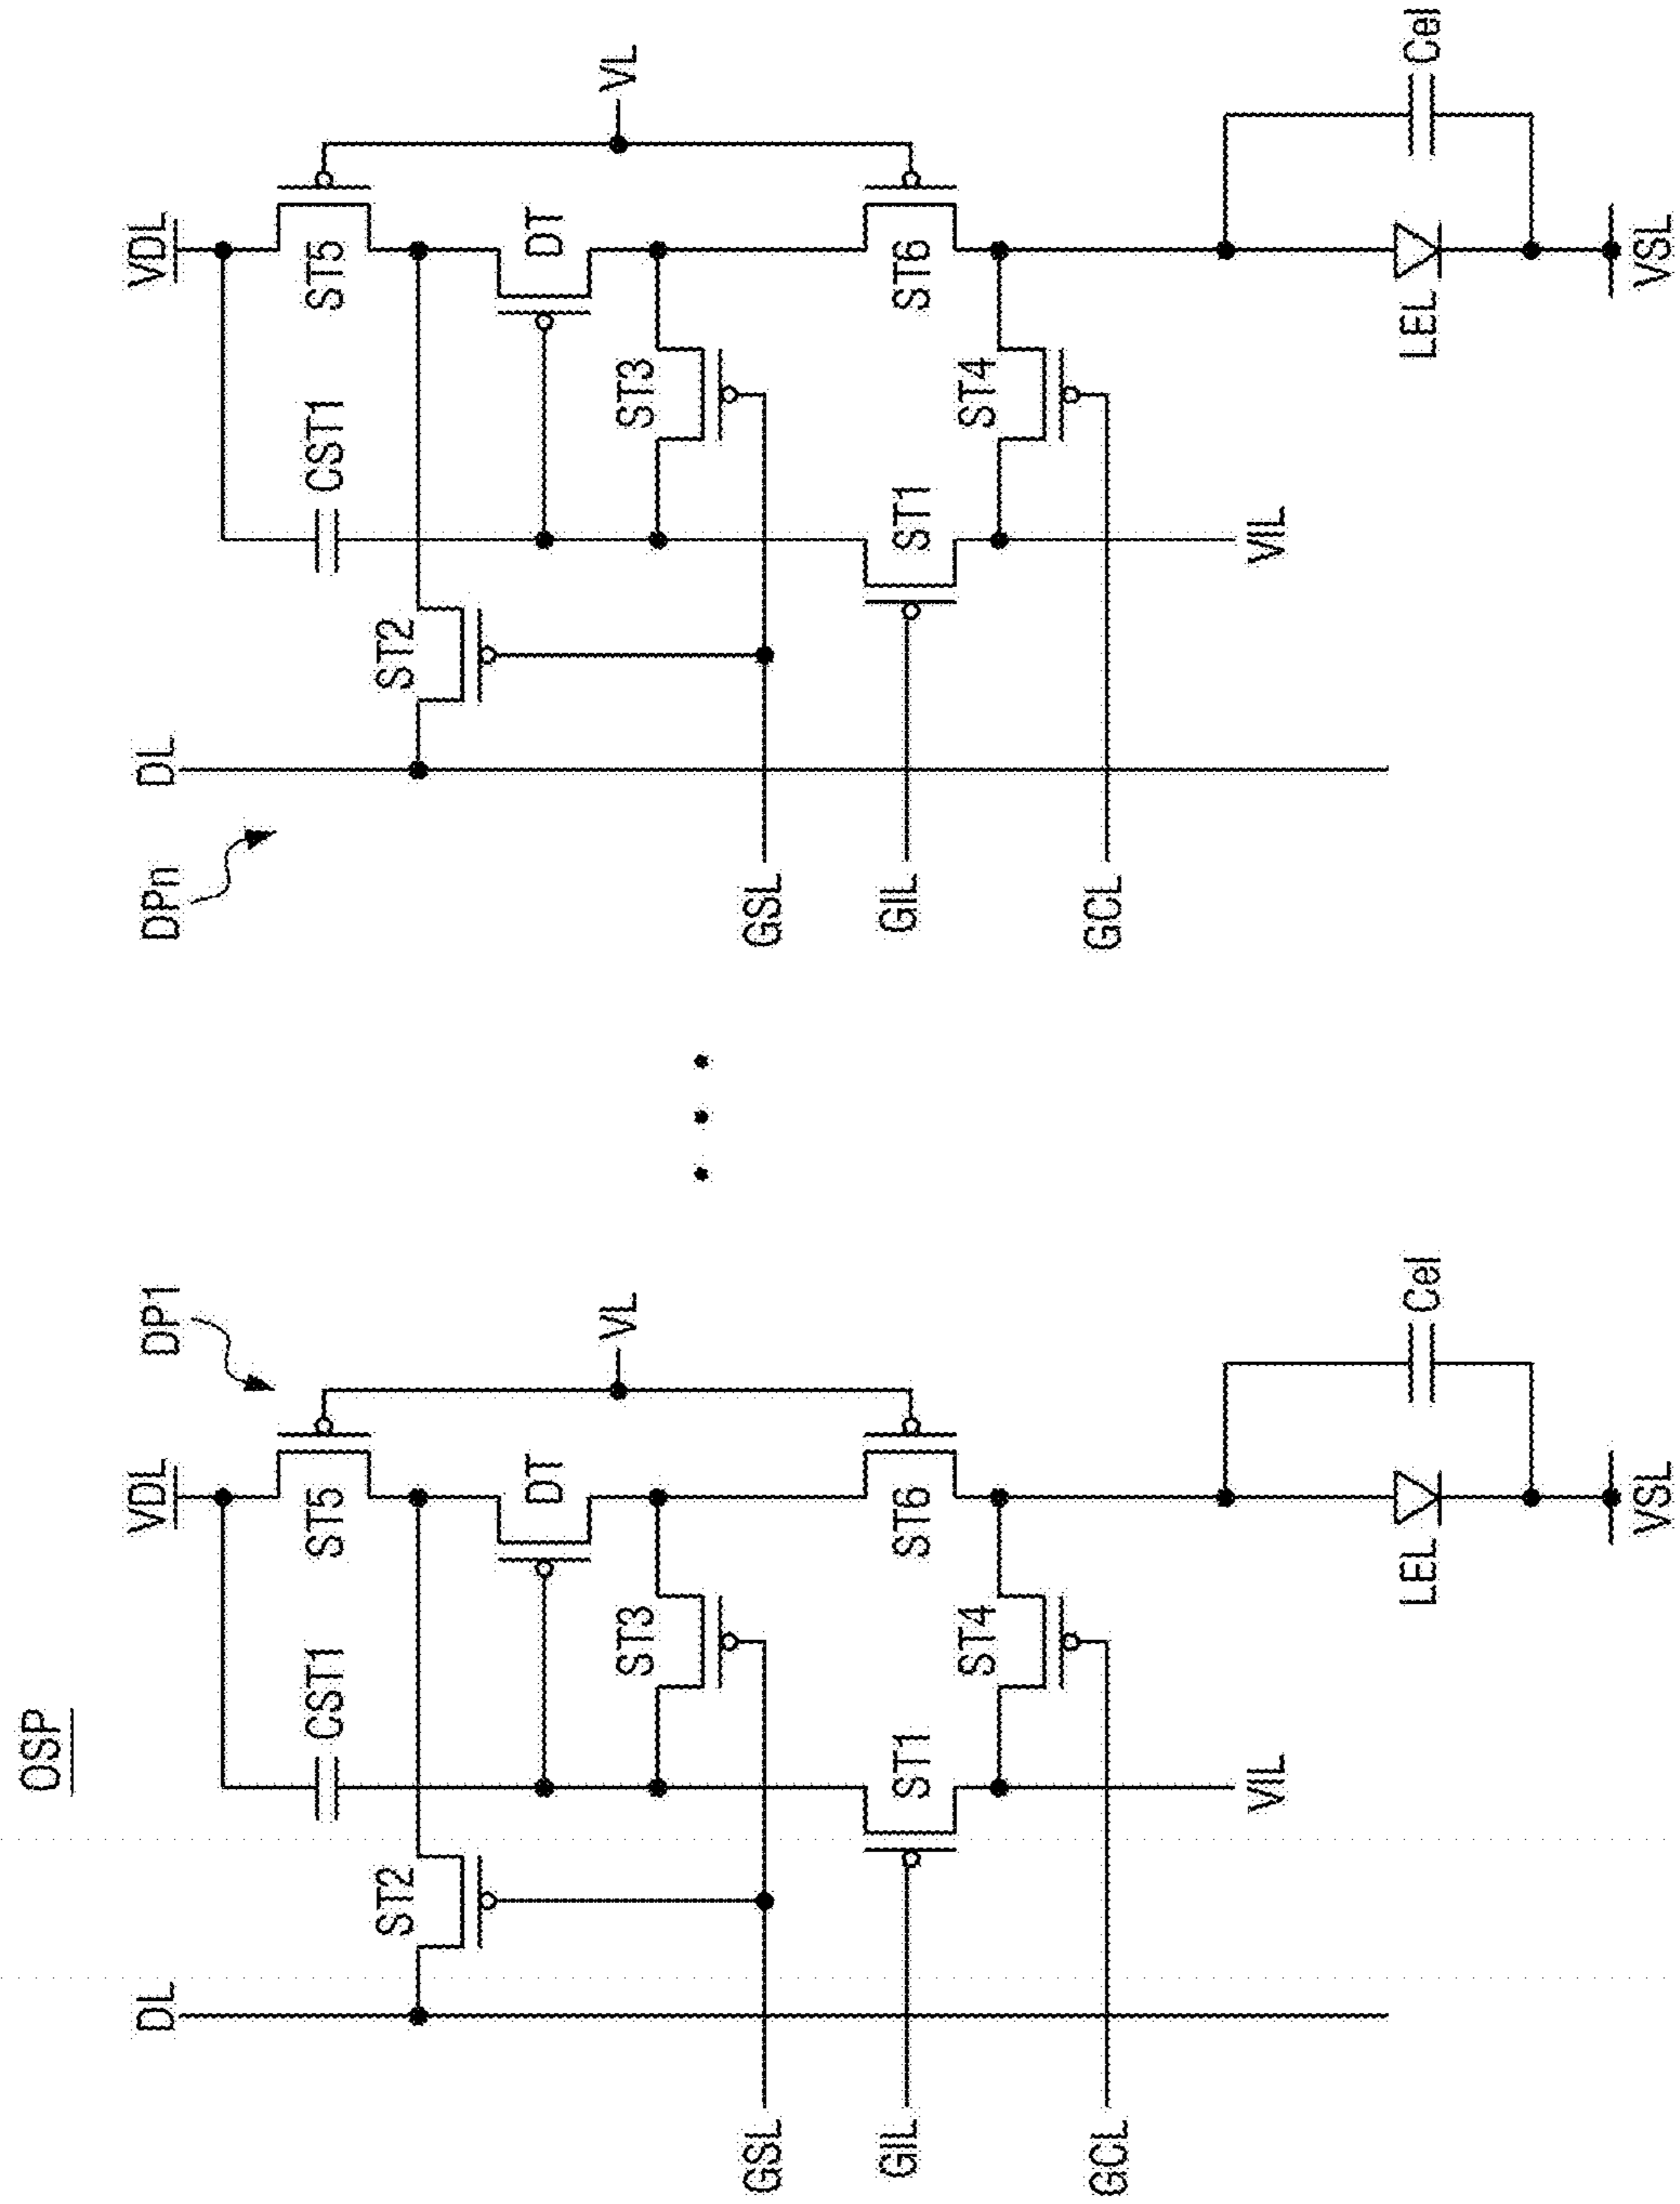 OSP
DL
VDL
DP1
ST2
CST1
ST5
DT
VL
ST3
GSL
ST1
ST6
GIL
ST4
GCL
VIL
LEL
Cel
VSL
DPn
DL
VDL
ST2
CST1
ST5
DT
VL
ST3
GSL
ST1
ST6
GIL
ST4
GCL
VIL
LEL
Cel
VSL